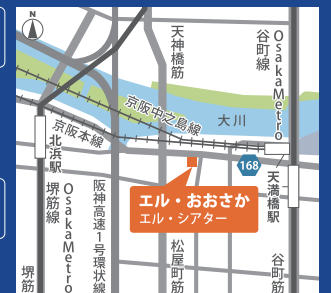 N
天神橋筋
谷町線
OsakaMetro
京阪中之島線
大川
京阪本線
北浜駅
168
天満橋駅
エル・おおさか
エル・シアター
堺筋線
OsakaMetro
阪神高速1号環状線
松屋町筋
谷町筋
堺筋